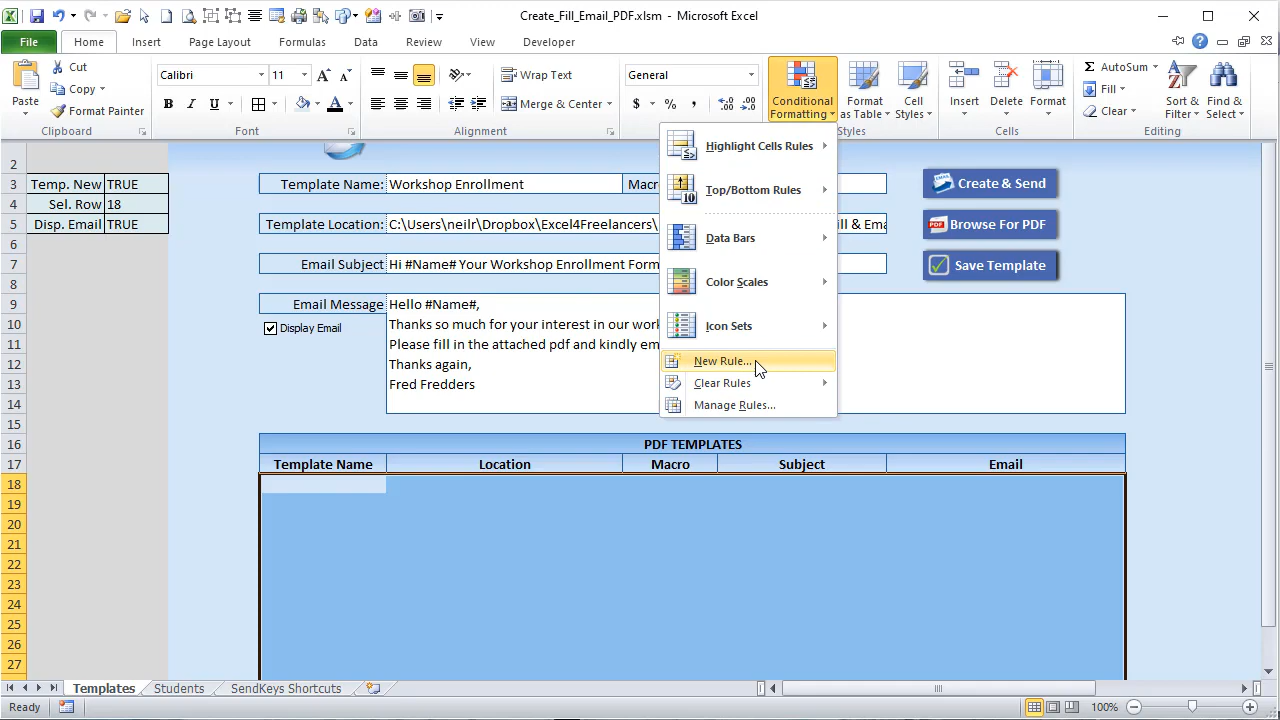 Create_Fill_Email_PDF.xlsm - Microsoft Excel
File Home Insert Page Layout Formulas Data Review View Developer
Paste
Cut
Copy
Format Painter
Clipboard
Calibri 11
B I U A
Font
Wrap Text
Merge & Center
Alignment
General
$ % ,
Conditional Formatting
Format as Table
Cell Styles
Styles
Insert Delete Format
Cells
AutoSum
Fill
Clear
Sort & Filter
Find & Select
Editing
Highlight Cells Rules
Top/Bottom Rules
Data Bars
Color Scales
Icon Sets
New Rule...
Clear Rules
Manage Rules...
2
3 Temp. New TRUE Template Name: Workshop Enrollment Macr Create & Send
4 Sel. Row 18
5 Disp. Email TRUE Template Location: C:\Users\neilr\Dropbox\Excel4Freelancers\ ill & Ema PDF Browse For PDF
6
7 Email Subject Hi #Name# Your Workshop Enrollment Form Save Template
8
9 Email Message Hello #Name#,
10 Display Email Thanks so much for your interest in our work
11 Please fill in the attached pdf and kindly em
12 Thanks again,
13 Fred Fredders
14
15
16 PDF TEMPLATES
17 Template Name Location Macro Subject Email
18
19
20
21
22
23
24
25
26
27
Templates Students SendKeys Shortcuts
Ready 100%